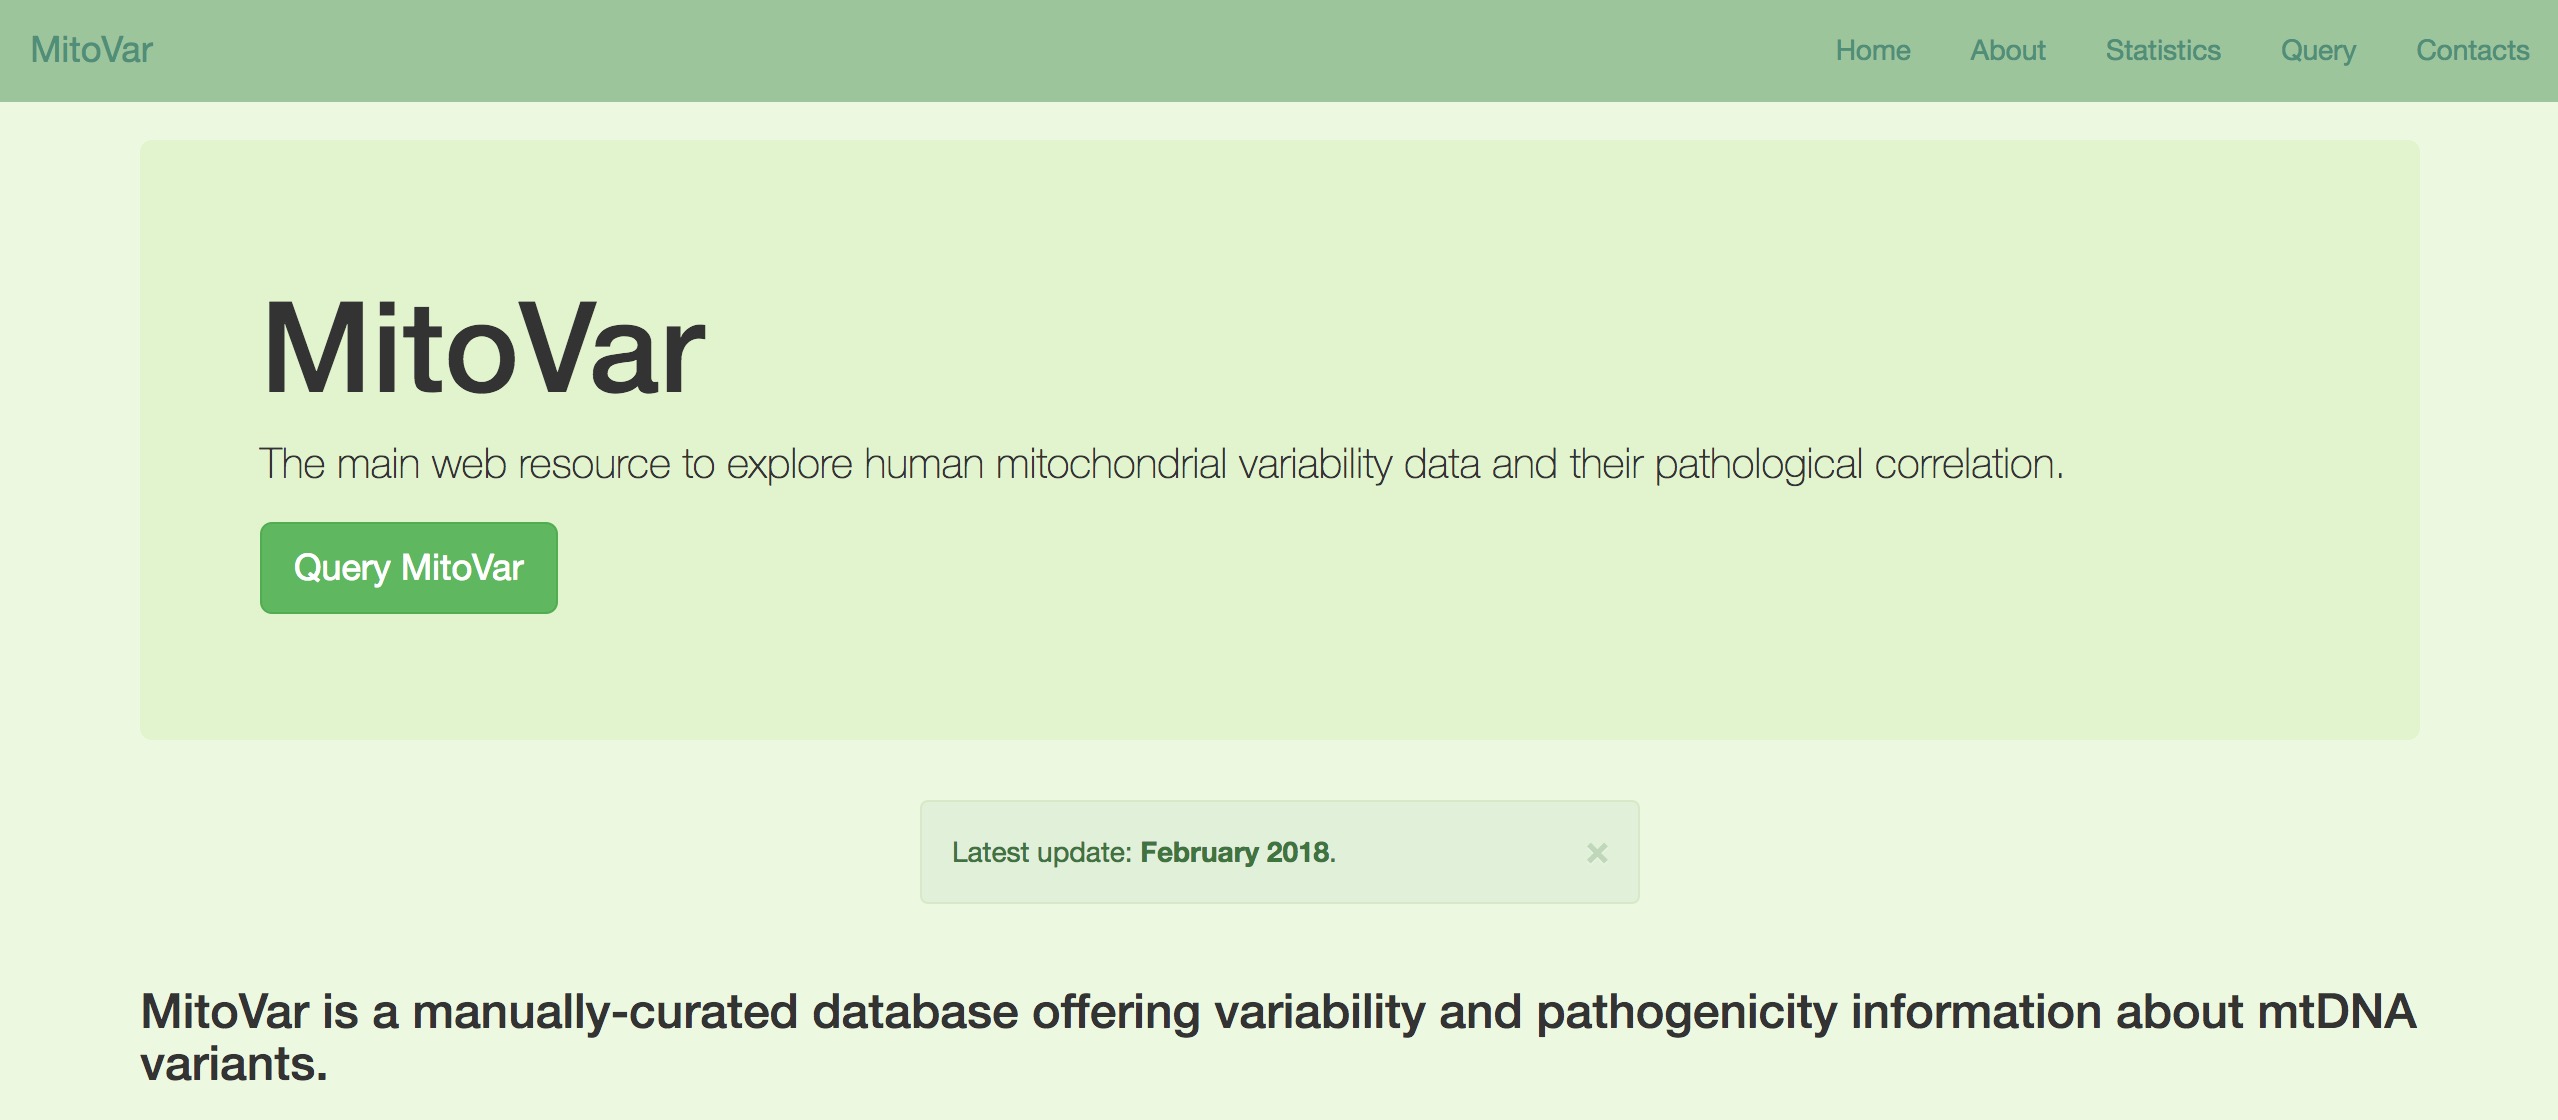 MitoVar
Home About Statistics Query Contacts
MitoVar
The main web resource to explore human mitochondrial variability data and their pathological correlation.
Query MitoVar
Latest update: February 2018. ×
MitoVar is a manually-curated database offering variability and pathogenicity information about mtDNA
variants.